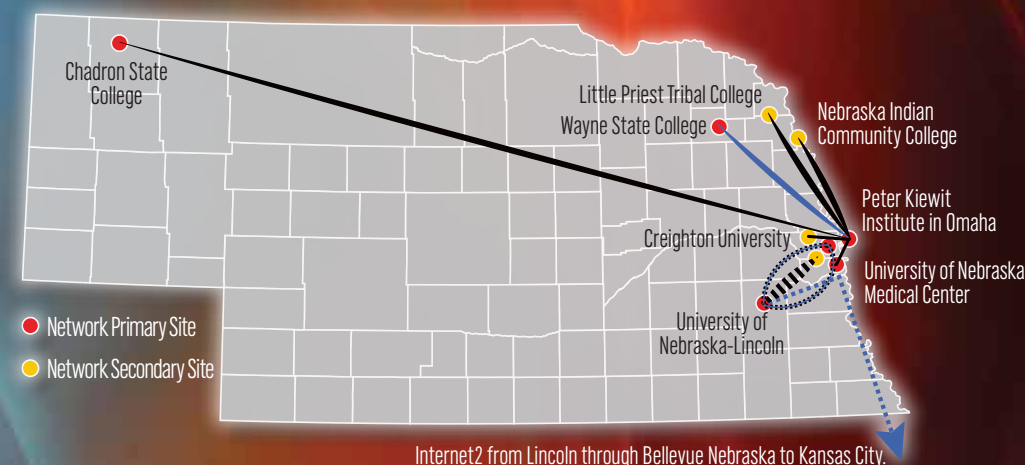 Chadron State
College
Little Priest Tribal College
Wayne State College
Nebraska Indian
Community College
Peter Kiewit
Institute in Omaha
Creighton University
University of Nebraska
Medical Center
University of
Nebraska-Lincoln
Network Primary Site
Network Secondary Site
Internet2 from Lincoln through Bellevue Nebraska to Kansas City.